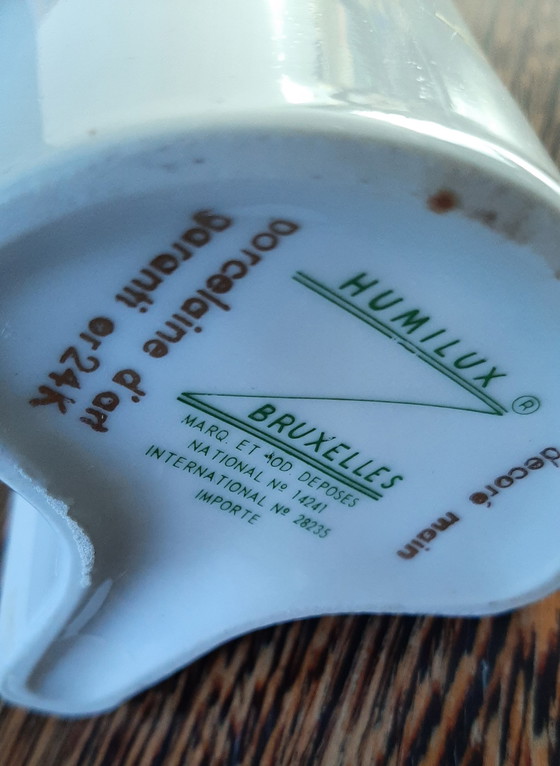 HUMILUX ®
BRUXELLES
MARQ. ET MOD. DEPOSES
NATIONAL Nº 14241
INTERNATIONAL Nº 28235
IMPORTE
porcelaine d'art
garanti or 24K
decoré main